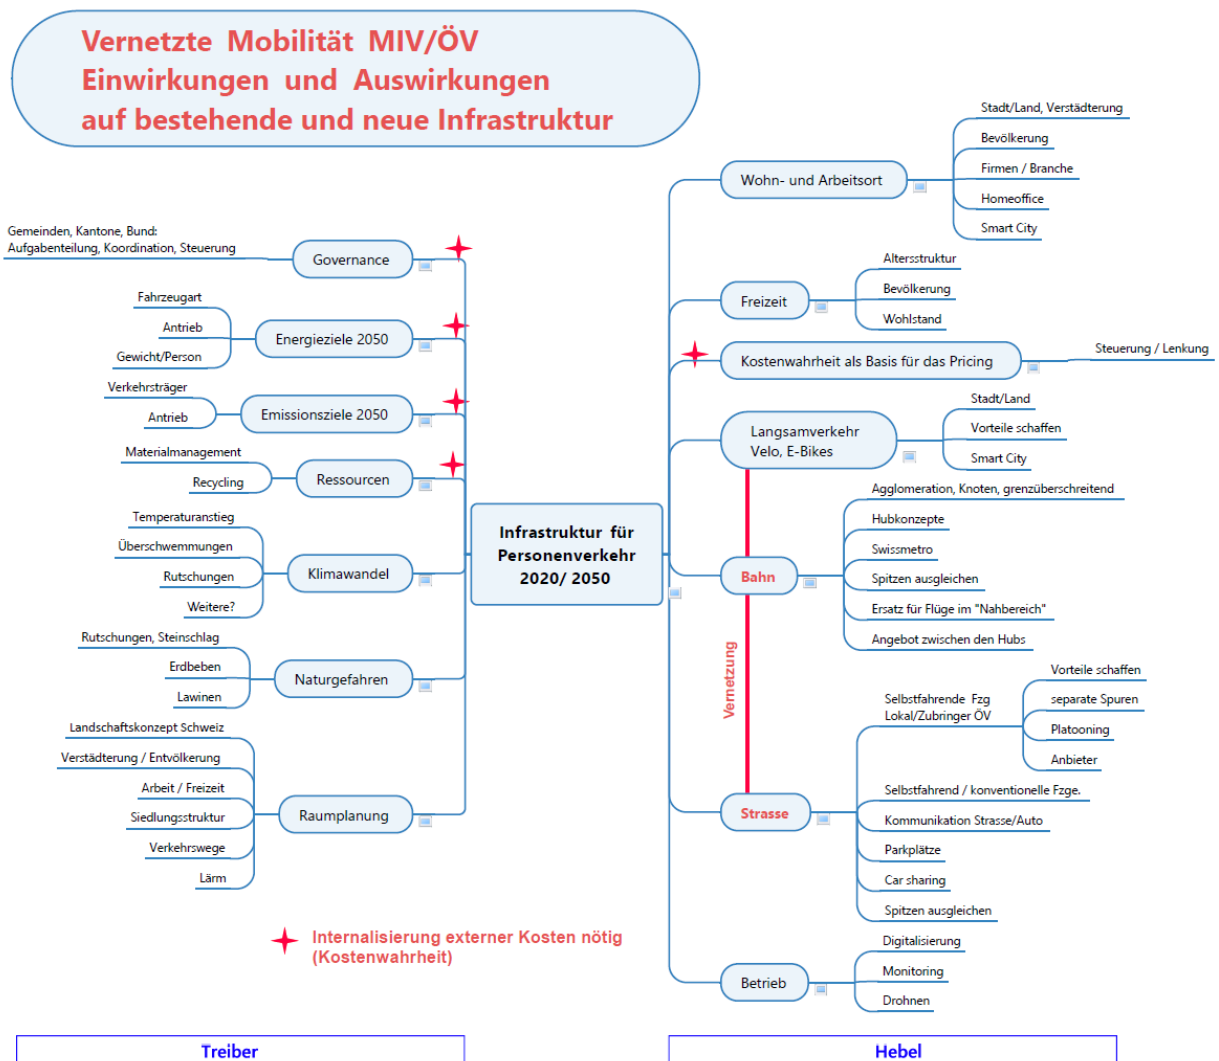 Vernetzte Mobilität MIV/ÖV
Einwirkungen und Auswirkungen
auf bestehende und neue Infrastruktur
Gemeinden, Kantone, Bund:
Aufgabenteilung, Koordination, Steuerung
Governance
Fahrzeugart
Antrieb
Gewicht/Person
Energieziele 2050
Verkehrsträger
Antrieb
Emissionsziele 2050
Materialmanagement
Recycling
Ressourcen
Temperaturanstieg
Überschwemmungen
Rutschungen
Weitere?
Klimawandel
Rutschungen, Steinschlag
Erdbeben
Lawinen
Naturgefahren
Landschaftskonzept Schweiz
Verstädterung / Entvölkerung
Arbeit / Freizeit
Siedlungsstruktur
Verkehrswege
Lärm
Raumplanung
Internalisierung externer Kosten nötig
(Kostenwahrheit)
Treiber
Infrastruktur für
Personenverkehr
2020/ 2050
Wohn- und Arbeitsort
Stadt/Land, Verstädterung
Bevölkerung
Firmen / Branche
Homeoffice
Smart City
Freizeit
Altersstruktur
Bevölkerung
Wohlstand
Kostenwahrheit als Basis für das Pricing
Steuerung / Lenkung
Langsamverkehr
Velo, E-Bikes
Stadt/Land
Vorteile schaffen
Smart City
Bahn
Agglomeration, Knoten, grenzüberschreitend
Hubkonzepte
Swissmetro
Spitzen ausgleichen
Ersatz für Flüge im "Nahbereich"
Angebot zwischen den Hubs
Vernetzung
Strasse
Selbstfahrende Fzg
Lokal/Zubringer ÖV
Vorteile schaffen
separate Spuren
Platooning
Anbieter
Selbstfahrend / konventionelle Fzge.
Kommunikation Strasse/Auto
Parkplätze
Car sharing
Spitzen ausgleichen
Betrieb
Digitalisierung
Monitoring
Drohnen
Hebel